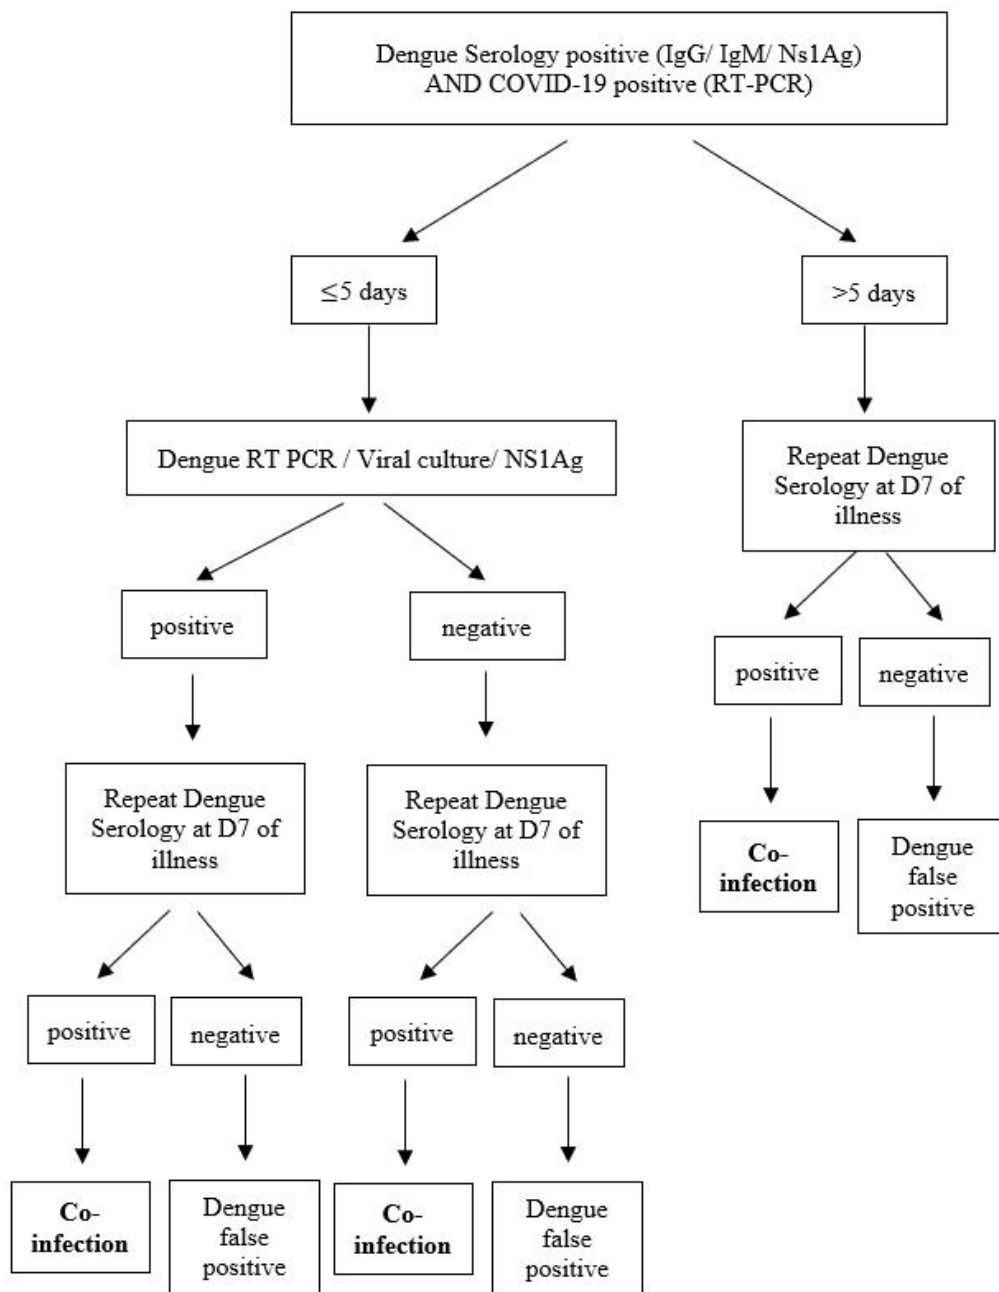 Dengue Serology positive (IgG/ IgM/ Ns1Ag)
AND COVID-19 positive (RT-PCR)
≤5 days
>5 days
Dengue RT PCR / Viral culture/ NS1Ag
Repeat Dengue
Serology at D7 of
illness
positive
negative
positive
negative
Repeat Dengue
Serology at D7 of
illness
Repeat Dengue
Serology at D7 of
illness
Co-
infection
Dengue
false
positive
positive
negative
positive
negative
Co-
infection
Dengue
false
positive
Co-
infection
Dengue
false
positive